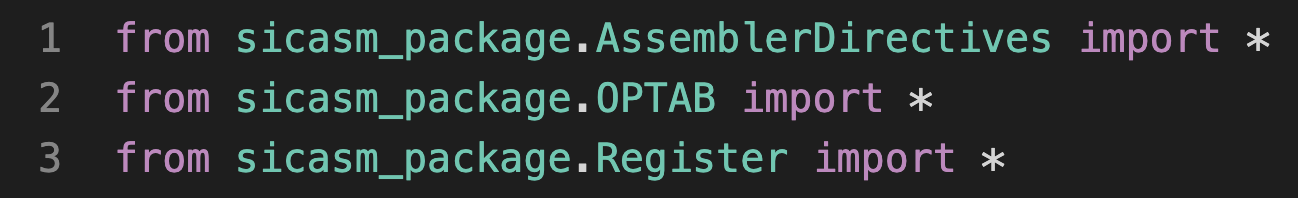 1 from sicasm_package.AssemblerDirectives import *
2 from sicasm_package.OPTAB import *
3 from sicasm_package.Register import *